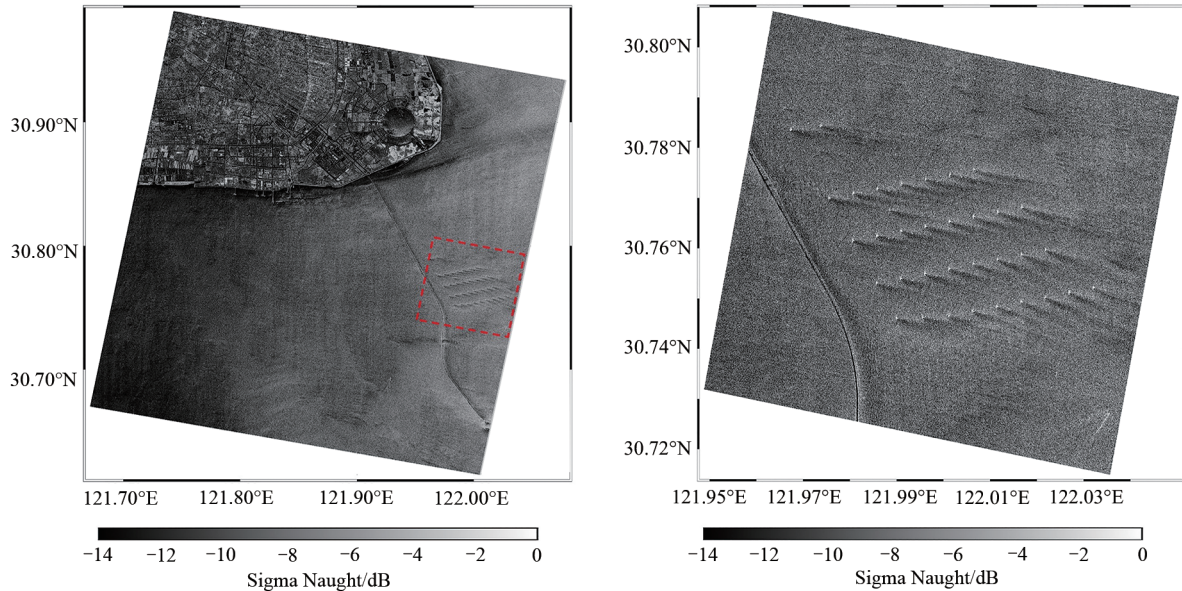 30.90°N
30.80°N
30.70°N
121.70°E 121.80°E 121.90°E 122.00°E
−14 −12 −10 −8 −6 −4 −2 0
Sigma Naught/dB
30.80°N
30.78°N
30.76°N
30.74°N
30.72°N
121.95°E 121.97°E 121.99°E 122.01°E 122.03°E
−14 −12 −10 −8 −6 −4 −2 0
Sigma Naught/dB